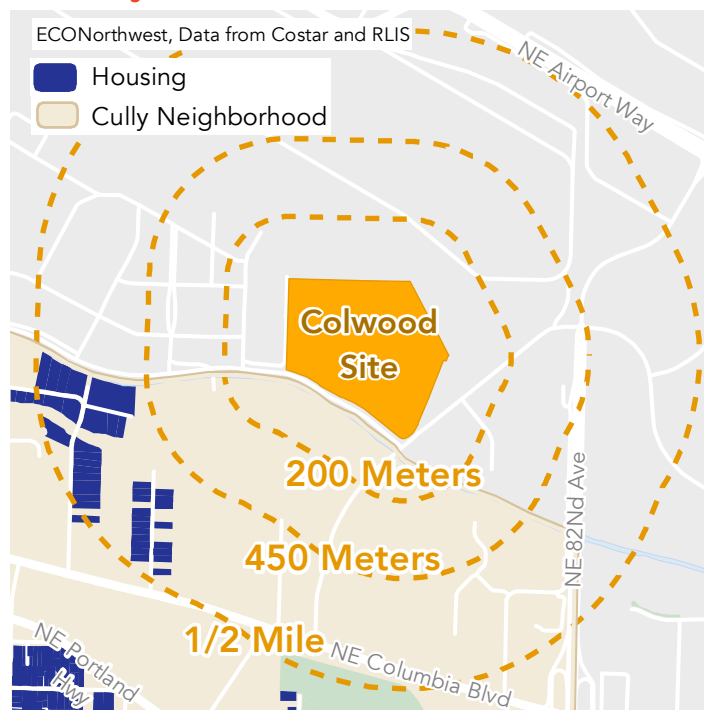 ECONorthwest, Data from Costar and RLIS
Housing
Cully Neighborhood
NE Airport Way
Colwood
Site
200 Meters
450 Meters
NE 82Nd Ave
1/2 Mile
NE Portland
Hwy
NE Columbia Blvd